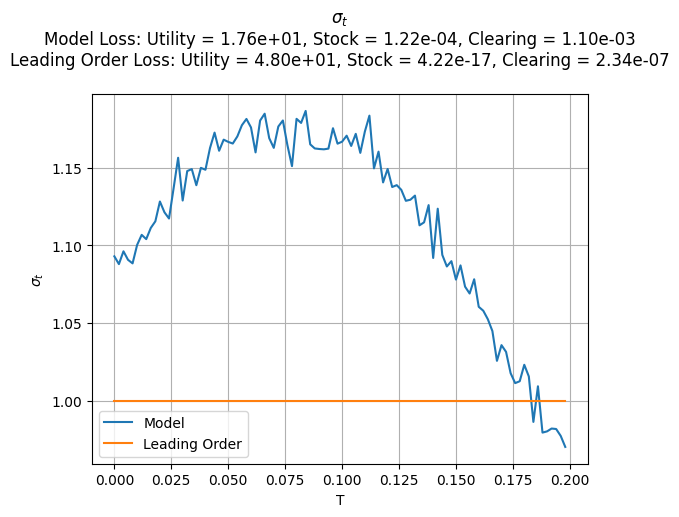 σₜ
Model Loss: Utility = 1.76e+01, Stock = 1.22e-04, Clearing = 1.10e-03
Leading Order Loss: Utility = 4.80e+01, Stock = 4.22e-17, Clearing = 2.34e-07
σₜ
1.15
1.10
1.05
1.00
Model
Leading Order
0.000 0.025 0.050 0.075 0.100 0.125 0.150 0.175 0.200
T